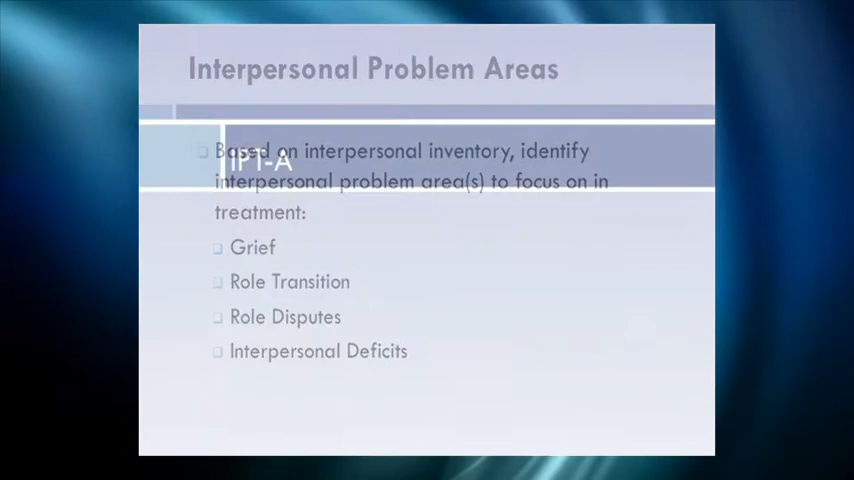 Interpersonal Problem Areas
Based on interpersonal inventory, identify
IPT-A
interpersonal problem area(s) to focus on in
treatment:
Grief
Role Transition
Role Disputes
Interpersonal Deficits